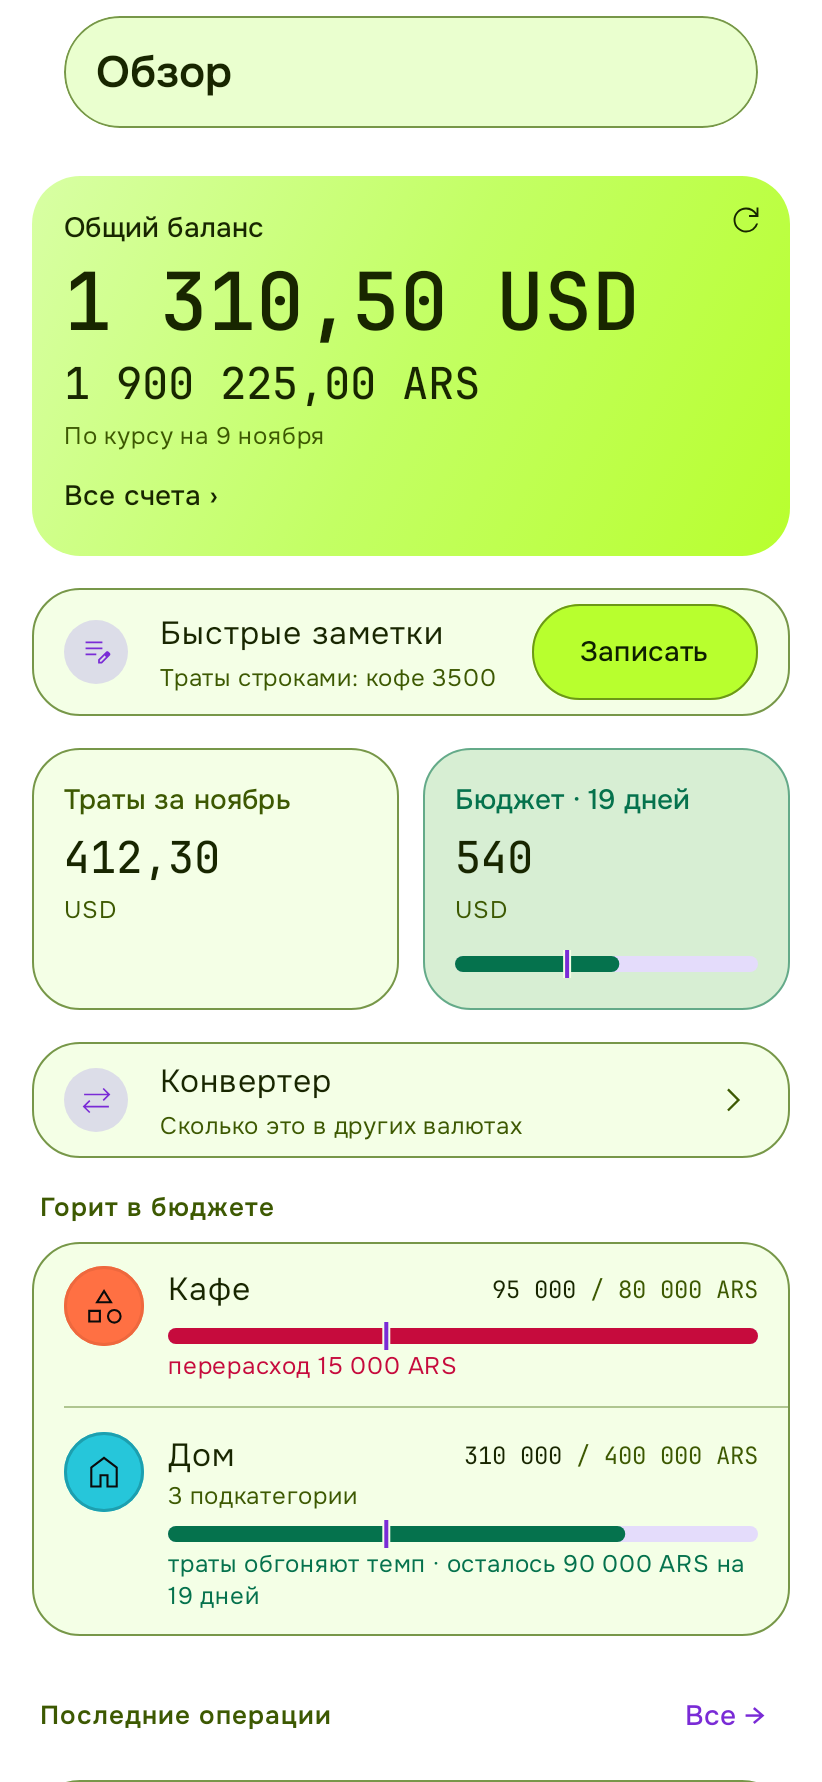 Обзор
Общий баланс
1 310,50 USD
1 900 225,00 ARS
По курсу на 9 ноября
Все счета ›
Быстрые заметки
Траты строками: кофе 3500
Записать
Траты за ноябрь
412,30
USD
Бюджет · 19 дней
540
USD
Конвертер
Сколько это в других валютах
Горит в бюджете
Кафе
95 000 / 80 000 ARS
перерасход 15 000 ARS
Дом
310 000 / 400 000 ARS
3 подкатегории
траты обгоняют темп · осталось 90 000 ARS на
19 дней
Последние операции
Все →